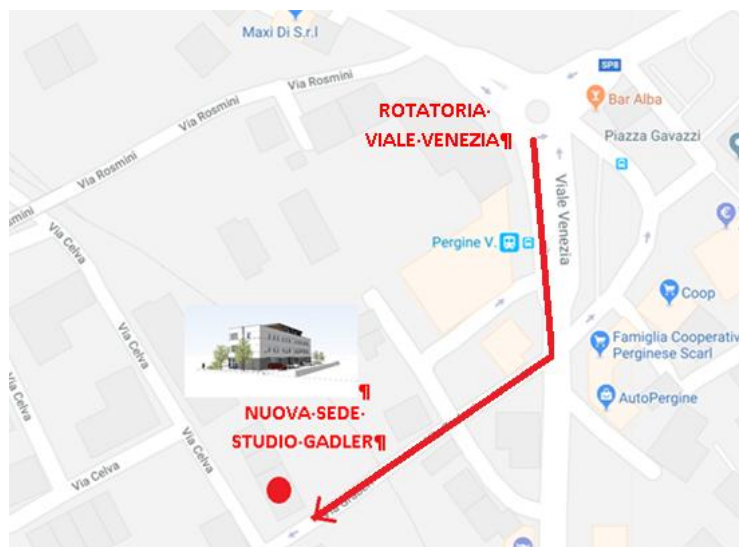 Maxi Di S.r.l
SP8
Via Rosmini
ROTATORIA·
VIALE·VENEZIA¶
Bar Alba
Via Rosmini
Piazza Gavazzi
Via Rosmini
Viale Venezia
Via Celva
Pergine V.
Coop
Via Celva
Famiglia Cooperativ
Perginese Scarl
¶
NUOVA·SEDE·
STUDIO·GADLER¶
AutoPergine
Via Celva
Via Celva
Via Celva